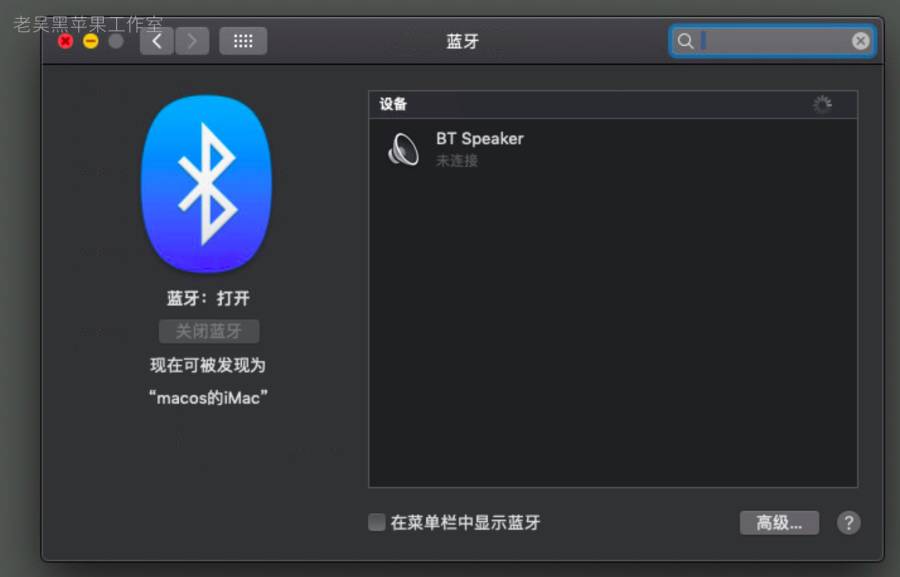 老吴黑苹果工作室
蓝牙
设备
BT Speaker
未连接
蓝牙：打开
关闭蓝牙
现在可被发现为
“macos的iMac”
在菜单栏中显示蓝牙
高级...
?